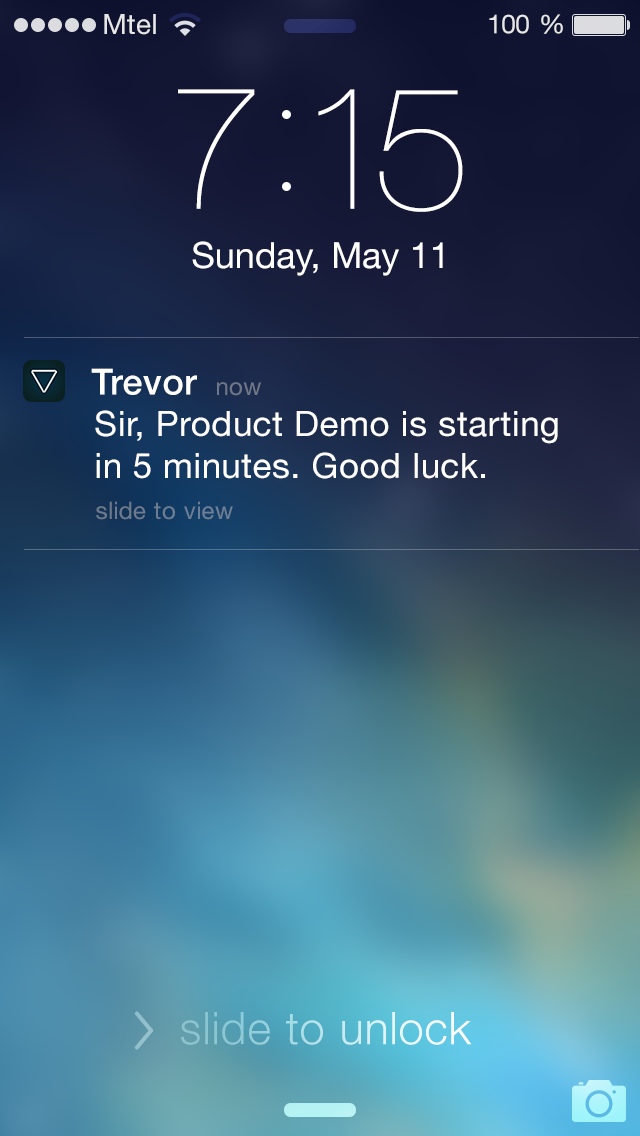 Mtel 100 %
7:15
Sunday, May 11
Trevor now
Sir, Product Demo is starting
in 5 minutes. Good luck.
slide to view
slide to unlock